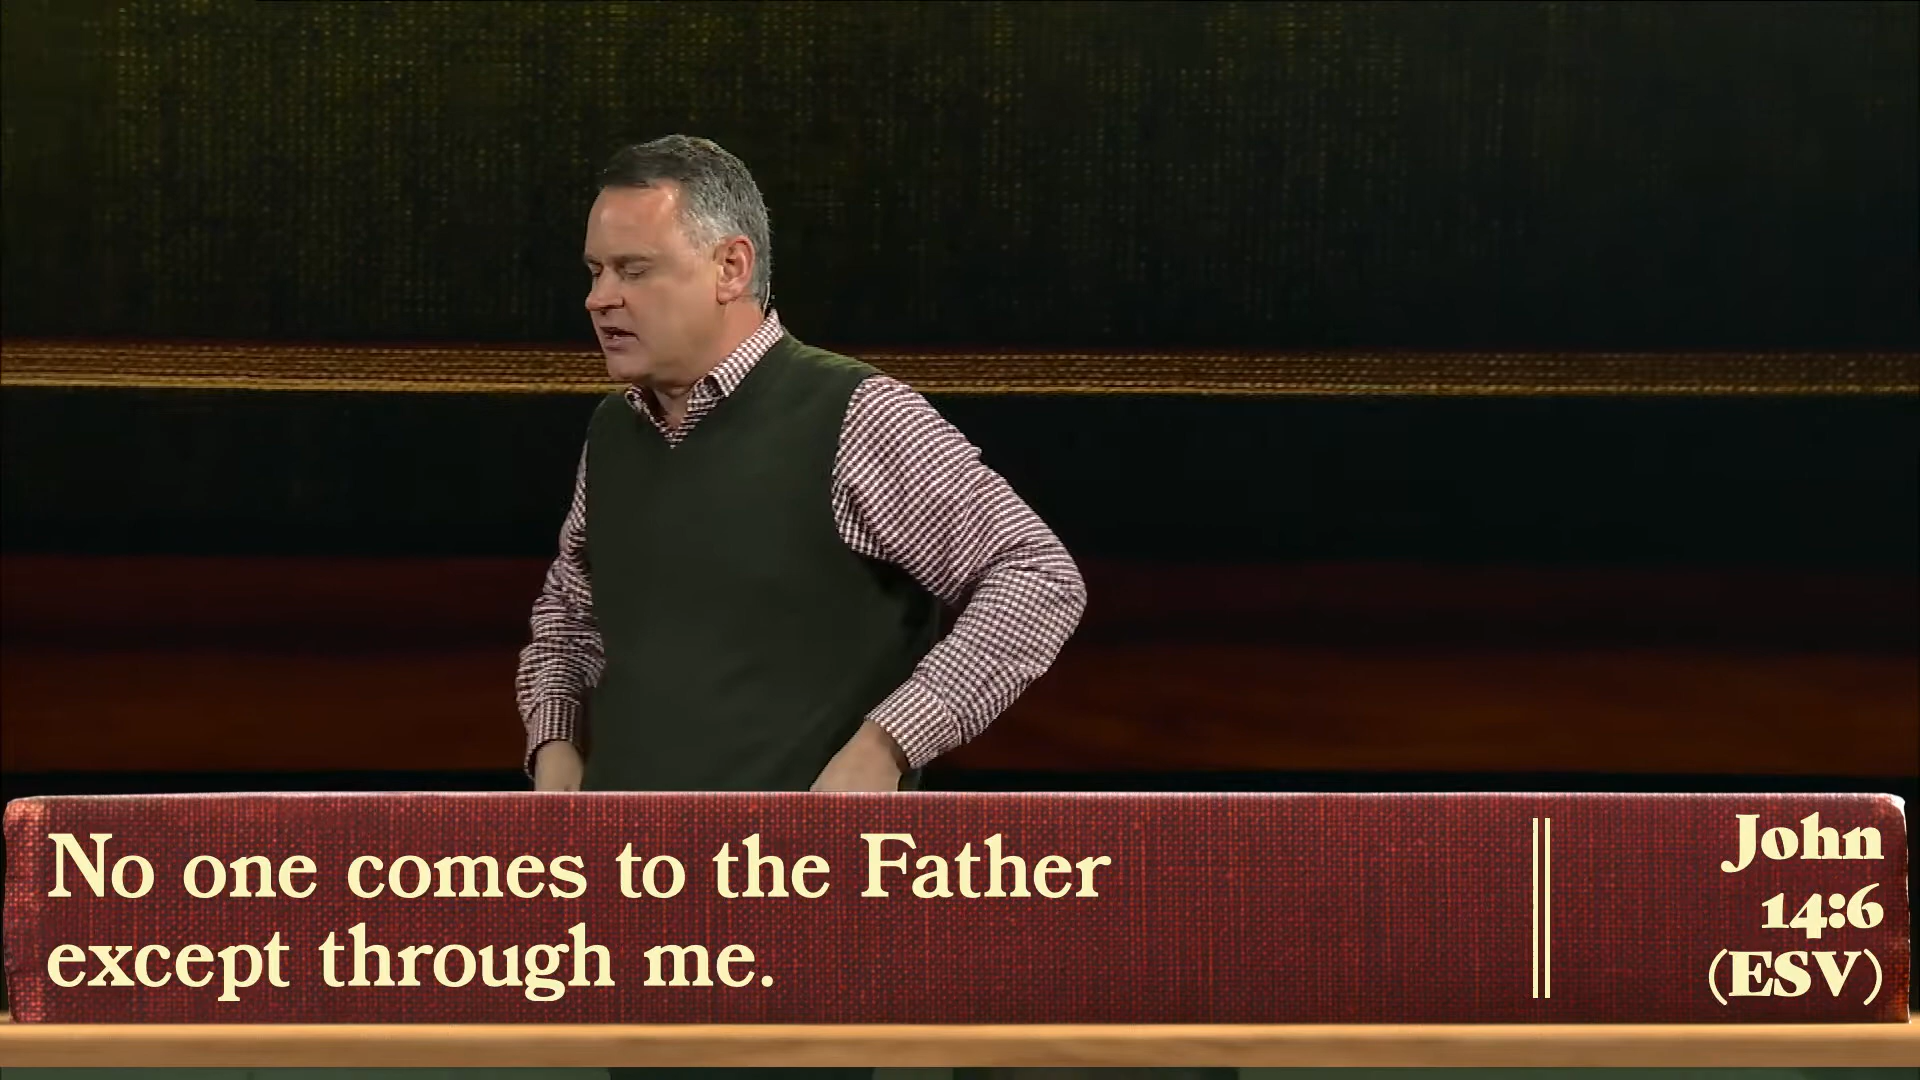 No one comes to the Father
except through me.
John
14:6
(ESV)